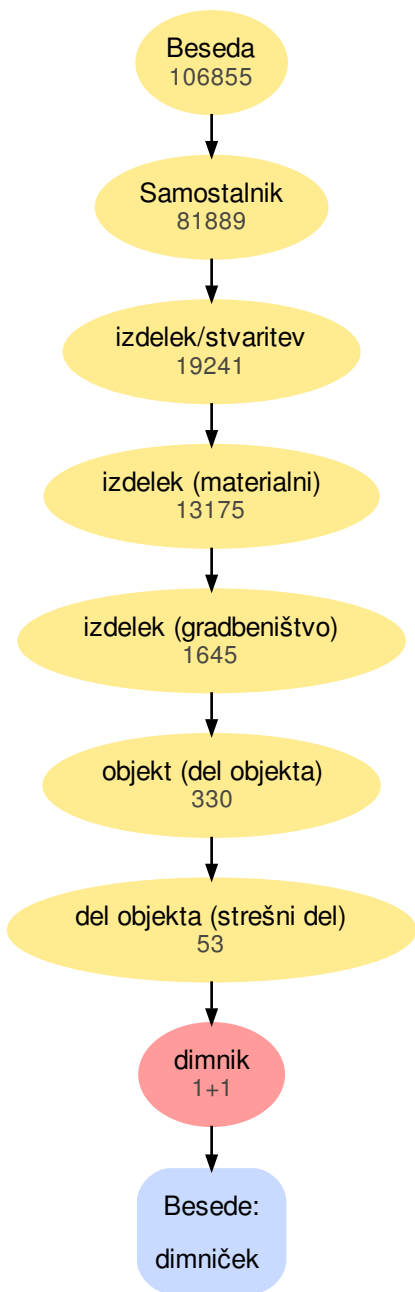 Beseda
106855
Samostalnik
81889
izdelek/stvaritev
19241
izdelek (materialni)
13175
izdelek (gradbeništvo)
1645
objekt (del objekta)
330
del objekta (strešni del)
53
dimnik
1+1
Besede:
dimniček